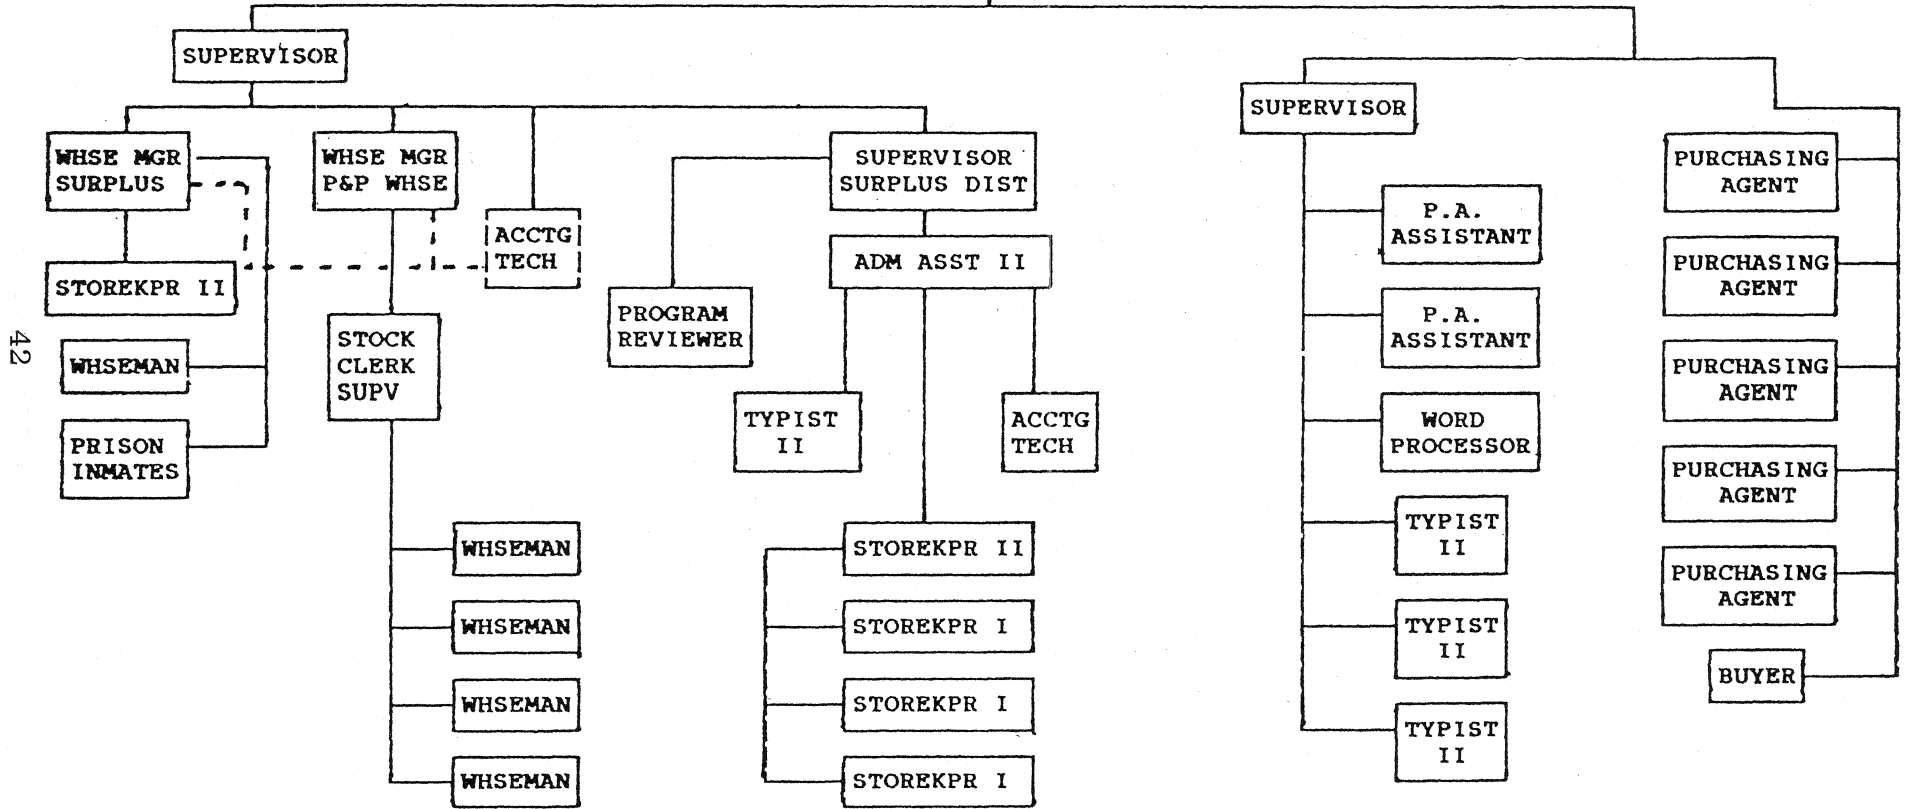 SUPERVISOR
WHSE MGR
SURPLUS
STOREKPR II
WHSEMAN
PRISON
INMATES
WHSE MGR
P&P WHSE
STOCK
CLERK
SUPV
WHSEMAN
WHSEMAN
WHSEMAN
WHSEMAN
ACCTG
TECH
SUPERVISOR
SURPLUS DIST
PROGRAM
REVIEWER
ADM ASST II
TYPIST
II
ACCTG
TECH
STOREKPR II
STOREKPR I
STOREKPR I
STOREKPR I
SUPERVISOR
P.A.
ASSISTANT
P.A.
ASSISTANT
WORD
PROCESSOR
TYPIST
II
TYPIST
II
TYPIST
II
PURCHASING
AGENT
PURCHASING
AGENT
PURCHASING
AGENT
PURCHASING
AGENT
PURCHASING
AGENT
BUYER
42